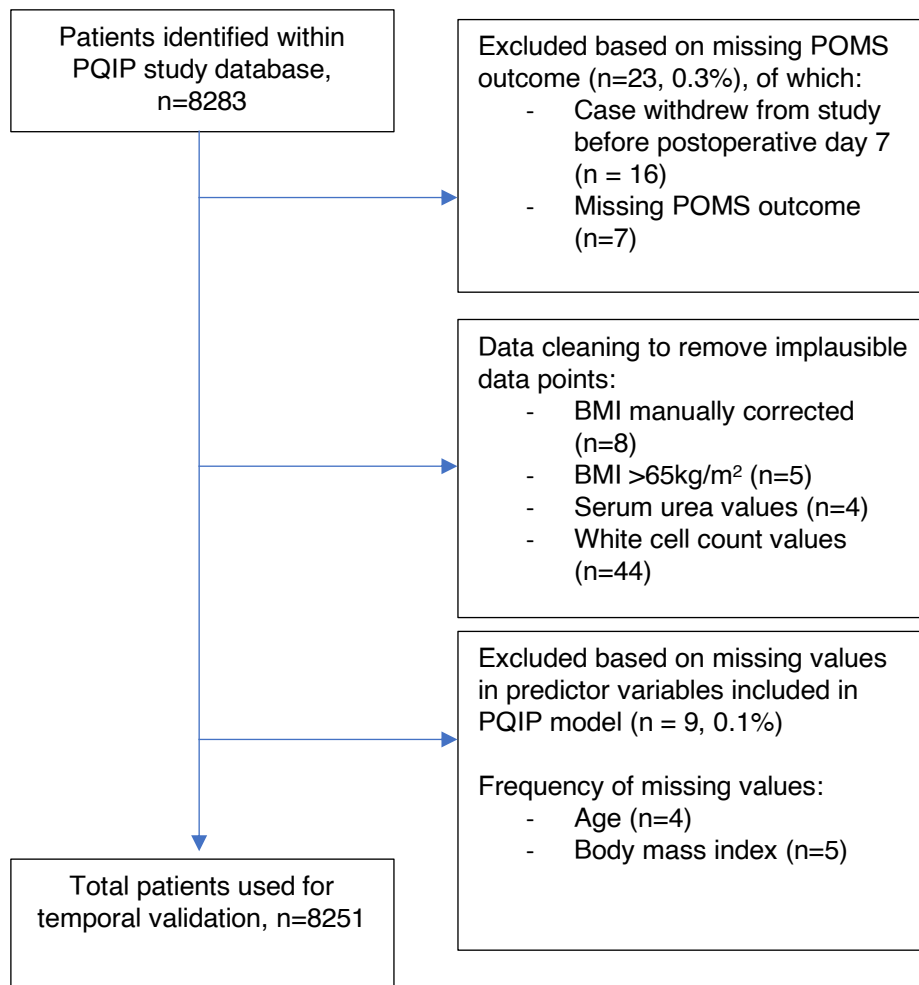 Patients identified within
PQIP study database,
n=8283
Excluded based on missing POMS
outcome (n=23, 0.3%), of which:
- Case withdrew from study
before postoperative day 7
(n = 16)
- Missing POMS outcome
(n=7)
Data cleaning to remove implausible
data points:
- BMI manually corrected
(n=8)
- BMI >65kg/m² (n=5)
- Serum urea values (n=4)
- White cell count values
(n=44)
Excluded based on missing values
in predictor variables included in
PQIP model (n = 9, 0.1%)
Frequency of missing values:
- Age (n=4)
- Body mass index (n=5)
Total patients used for
temporal validation, n=8251